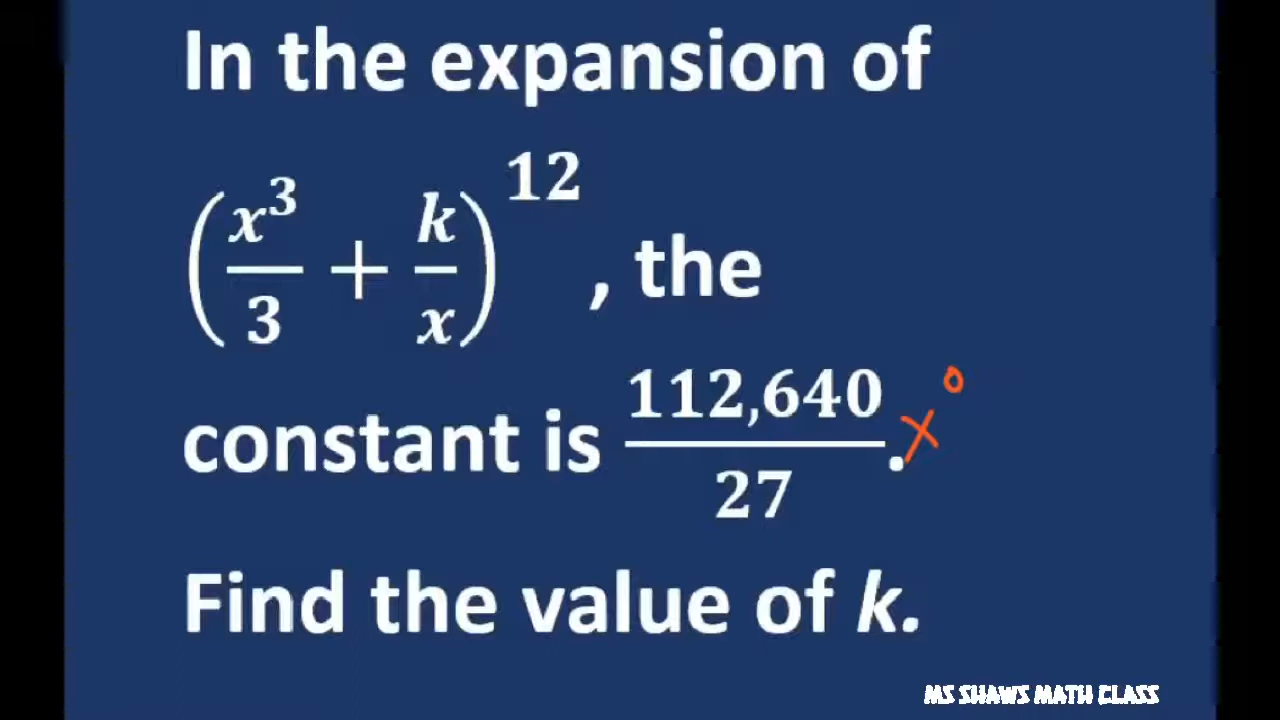 In the expansion of
(x³/3 + k/x)¹² , the
constant is 112,640/27. x⁰
Find the value of k.
MS SHAWS MATH CLASS